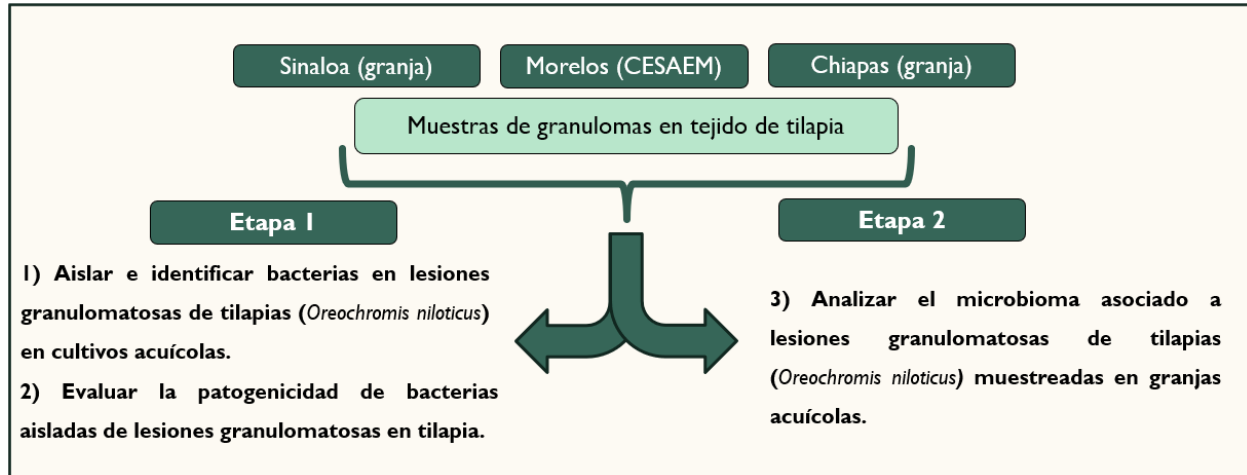 Sinaloa (granja)
Morelos (CESAEM)
Chiapas (granja)
Muestras de granulomas en tejido de tilapia
Etapa 1
1) Aislar e identificar bacterias en lesiones
granulomatosas de tilapias (Oreochromis niloticus)
en cultivos acuícolas.
2) Evaluar la patogenicidad de bacterias
aisladas de lesiones granulomatosas en tilapia.
Etapa 2
3) Analizar el microbioma asociado a
lesiones granulomatosas de tilapias
(Oreochromis niloticus) muestreadas en granjas
acuícolas.